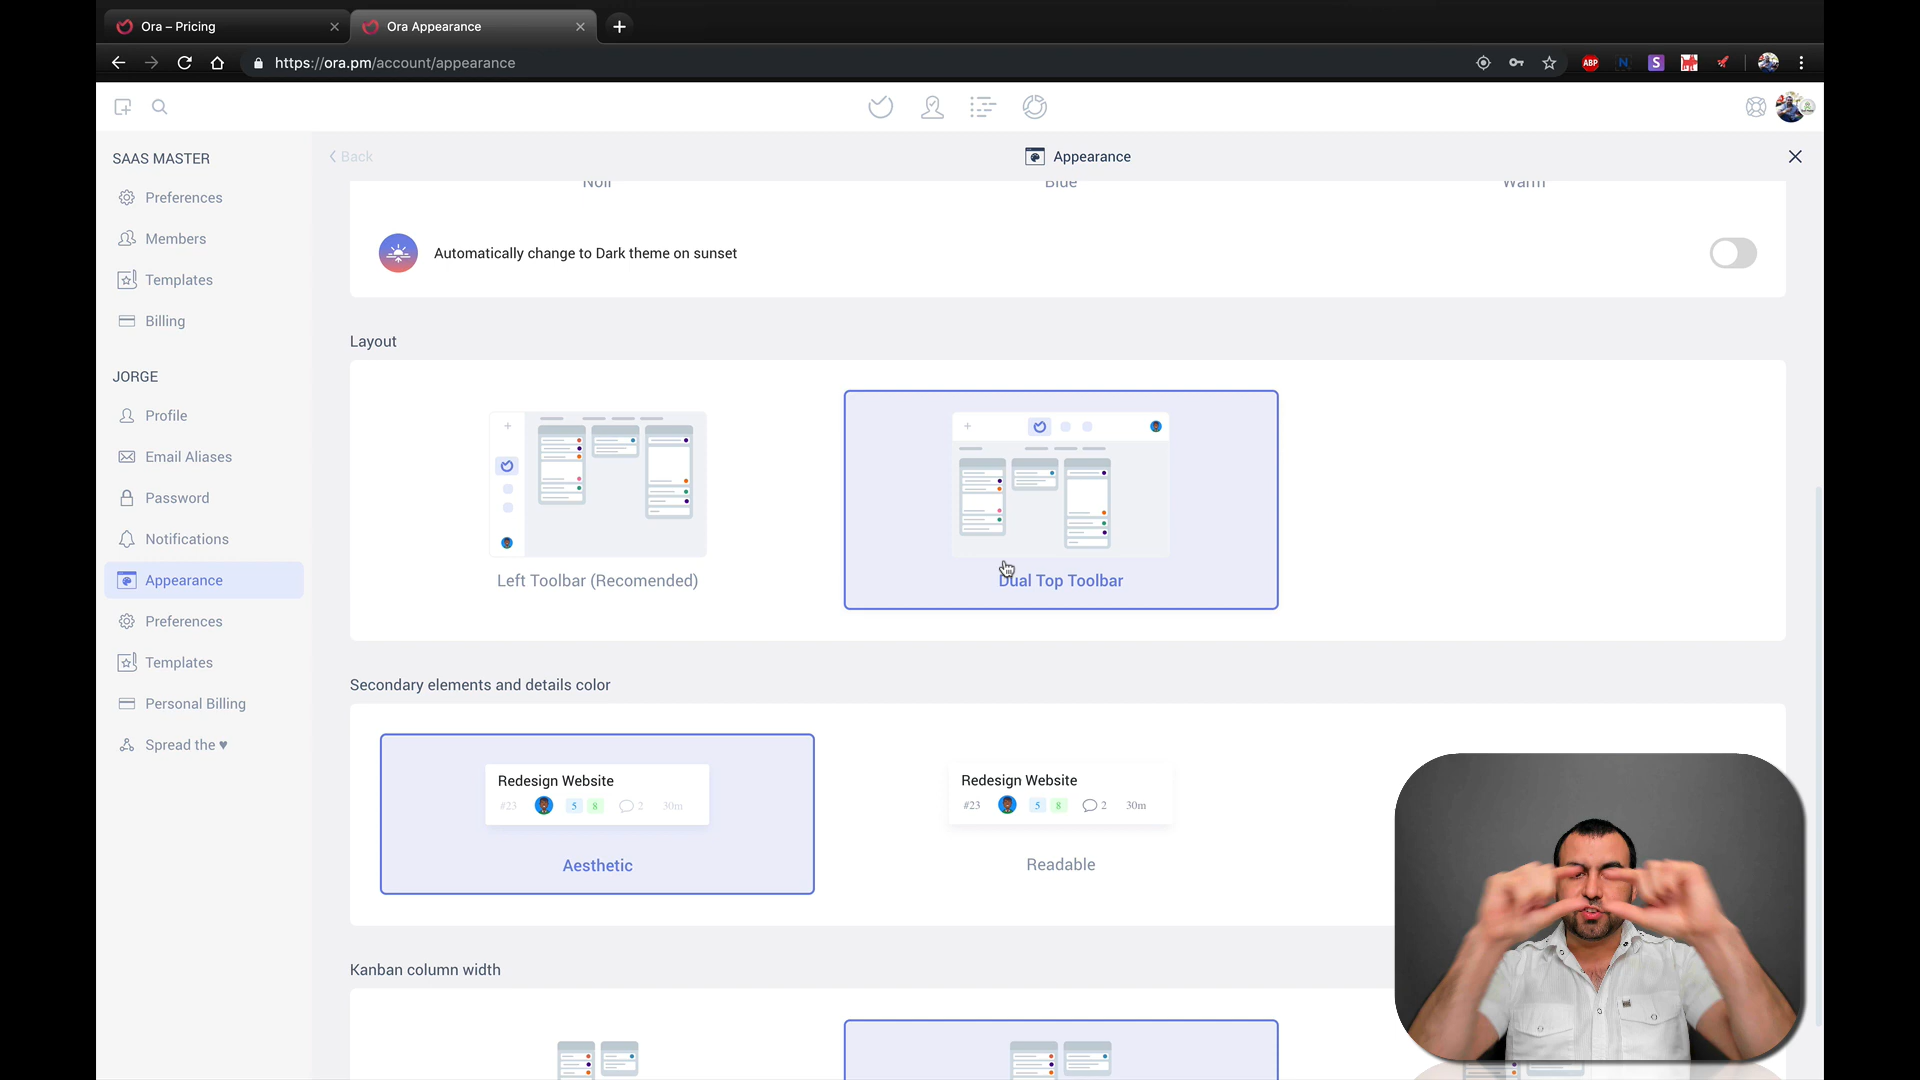 Ora – Pricing
Ora Appearance
https://ora.pm/account/appearance
ABP
N
S
SAAS MASTER
Back
Appearance
Preferences
Members
Templates
Billing
Noir
Blue
Warm
Automatically change to Dark theme on sunset
Layout
JORGE
Profile
Email Aliases
Password
Notifications
Appearance
Preferences
Templates
Personal Billing
Spread the ♥
Left Toolbar (Recomended)
Dual Top Toolbar
Secondary elements and details color
Redesign Website
#23 5 8 2 30m
Aesthetic
Redesign Website
#23 5 8 2 30m
Readable
Kanban column width